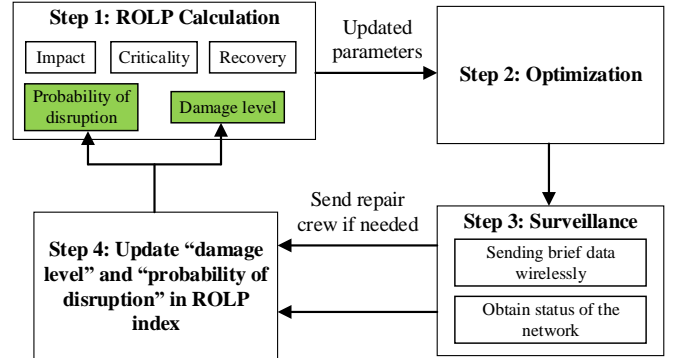 Step 1: ROLP Calculation
Impact
Criticality
Recovery
Probability of
disruption
Damage level
Updated
parameters
Step 2: Optimization
Send repair
crew if needed
Step 3: Surveillance
Sending brief data
wirelessly
Obtain status of the
network
Step 4: Update “damage
level” and “probability of
disruption” in ROLP
index